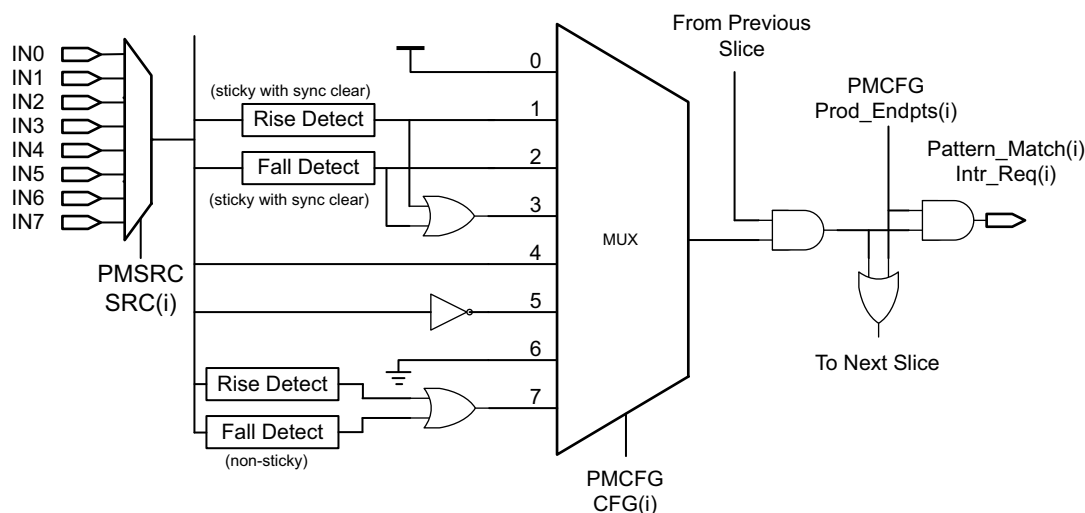 From Previous
Slice
IN0
IN1
IN2
IN3
IN4
IN5
IN6
IN7
PMSRC
SRC(i)
(sticky with sync clear)
Rise Detect
Fall Detect
(sticky with sync clear)
Rise Detect
Fall Detect
(non-sticky)
0
1
2
3
4
5
6
7
MUX
PMCFG
CFG(i)
PMCFG
Prod_Endpts(i)
Pattern_Match(i)
Intr_Req(i)
To Next Slice